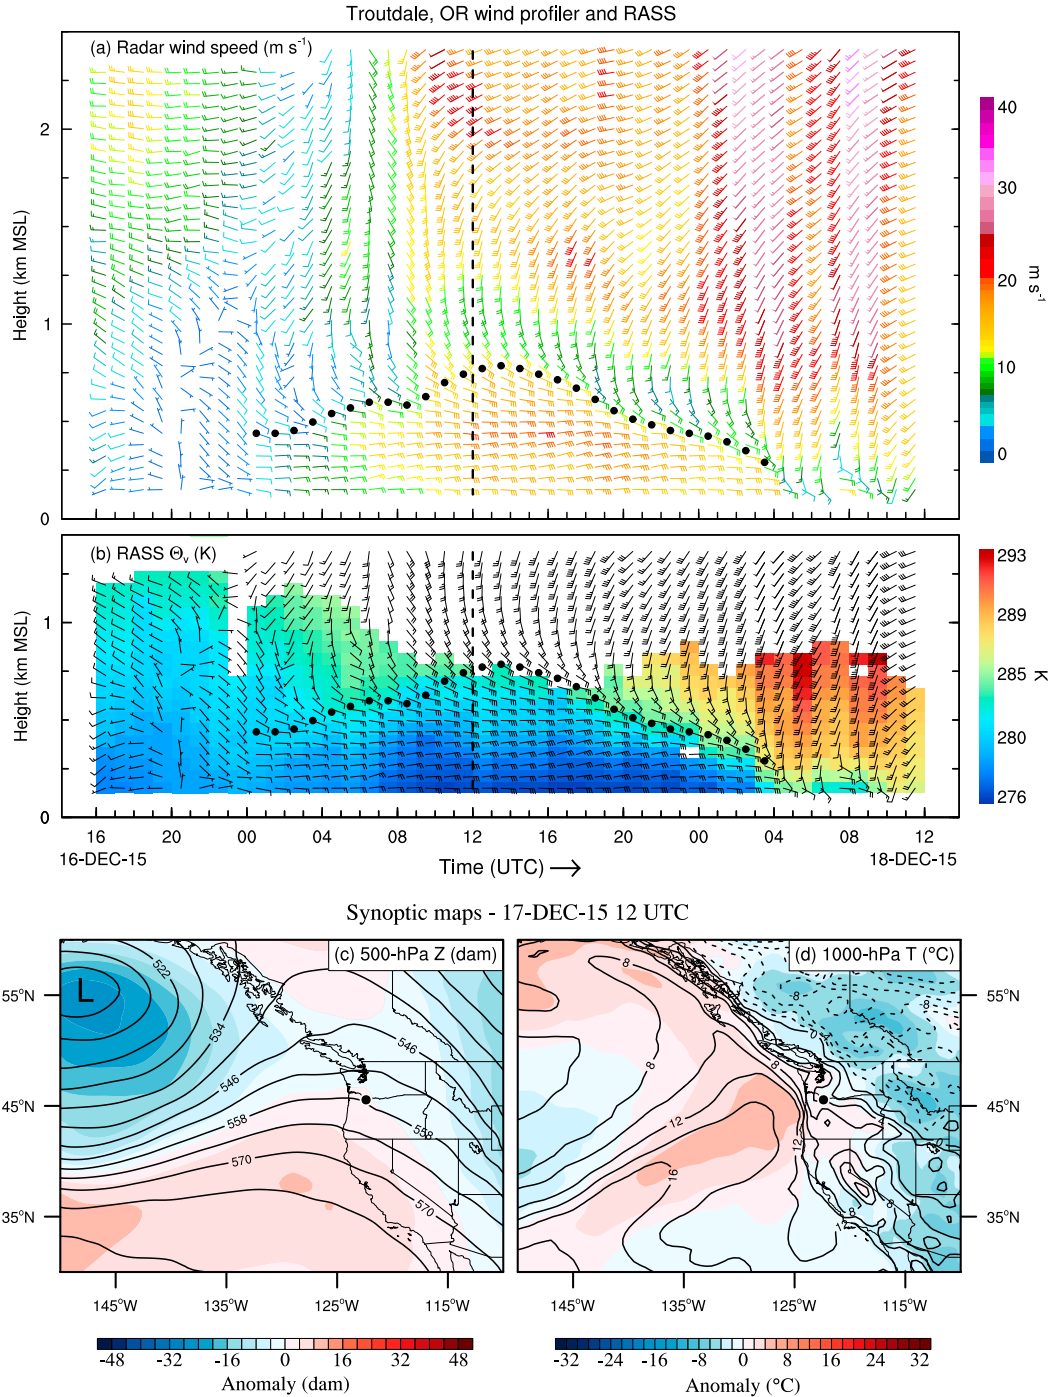 Troutdale, OR wind profiler and RASS
(a) Radar wind speed (m s⁻¹)
Height (km MSL)
2
1
0
40
30
20
10
0
m s⁻¹
(b) RASS Θᵥ (K)
Height (km MSL)
1
0
293
289
285
280
276
K
16 20 00 04 08 12 16 20 00 04 08 12
16-DEC-15 Time (UTC) → 18-DEC-15
Synoptic maps - 17-DEC-15 12 UTC
(c) 500-hPa Z (dam)
55°N
45°N
35°N
L
522
534
546
546
558
558
570
570
145°W 135°W 125°W 115°W
-48 -32 -16 0 16 32 48
Anomaly (dam)
(d) 1000-hPa T (°C)
55°N
45°N
35°N
8
-8
-8
0
8
8
12
4
0
12
16
8
8
12
145°W 135°W 125°W 115°W
-32 -24 -16 -8 0 8 16 24 32
Anomaly (°C)